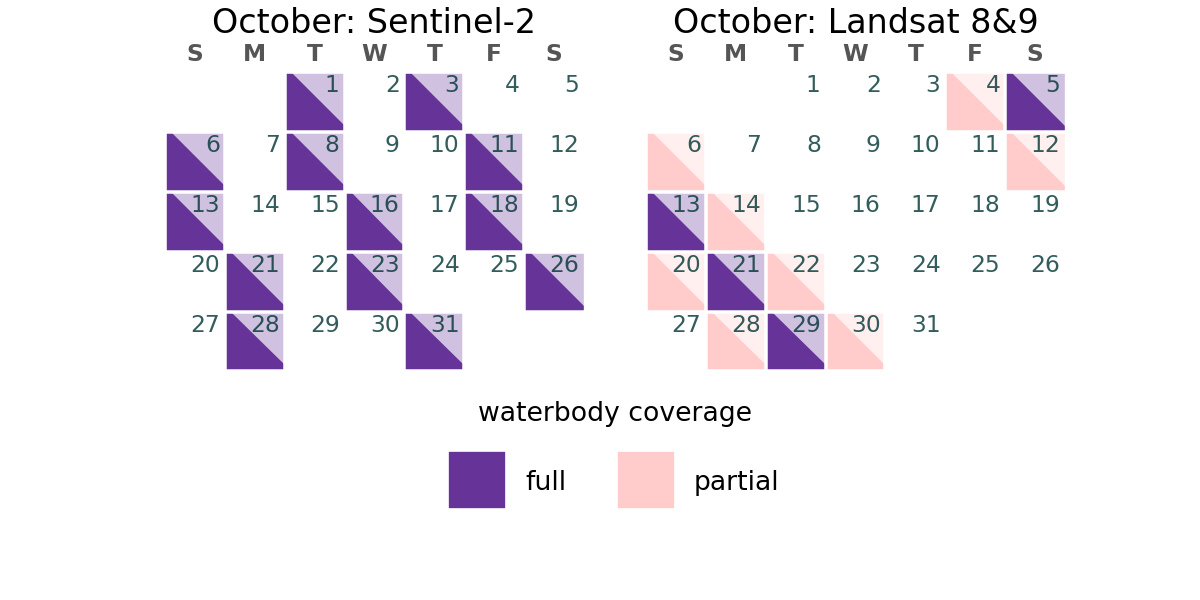 October: Sentinel-2
S M T W T F S
1 2 3 4 5
6 7 8 9 10 11 12
13 14 15 16 17 18 19
20 21 22 23 24 25 26
27 28 29 30 31
October: Landsat 8&9
S M T W T F S
1 2 3 4 5
6 7 8 9 10 11 12
13 14 15 16 17 18 19
20 21 22 23 24 25 26
27 28 29 30 31
waterbody coverage
full partial